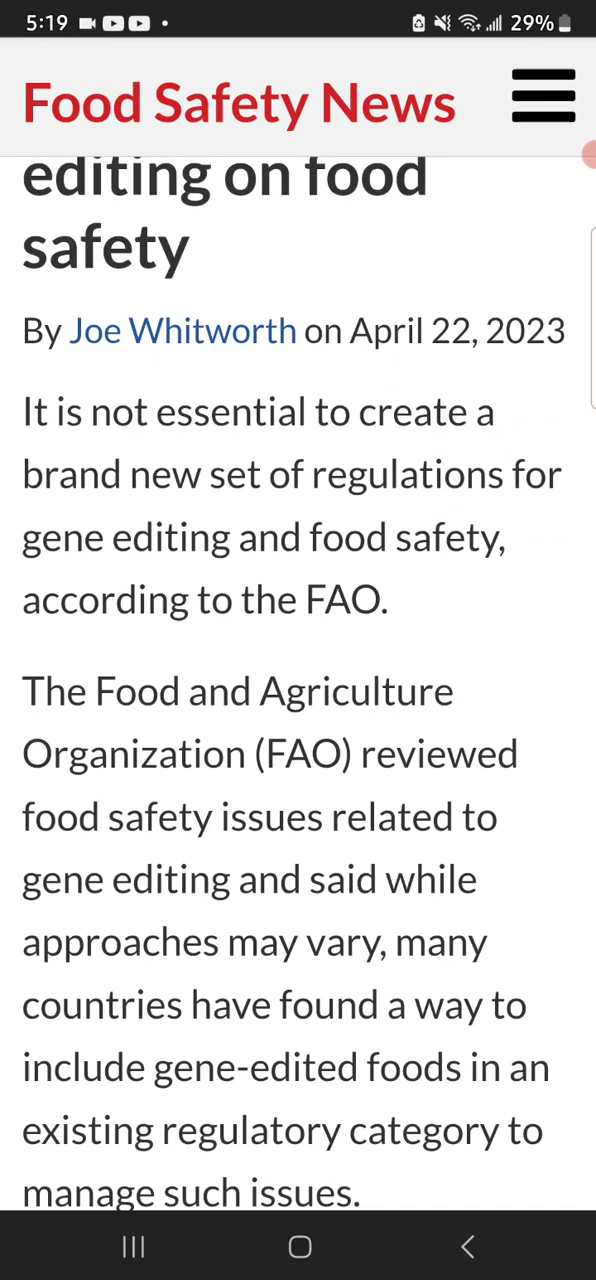 5:19
29%
Food Safety News
editing on food
safety
By Joe Whitworth on April 22, 2023
It is not essential to create a
brand new set of regulations for
gene editing and food safety,
according to the FAO.
The Food and Agriculture
Organization (FAO) reviewed
food safety issues related to
gene editing and said while
approaches may vary, many
countries have found a way to
include gene-edited foods in an
existing regulatory category to
manage such issues.